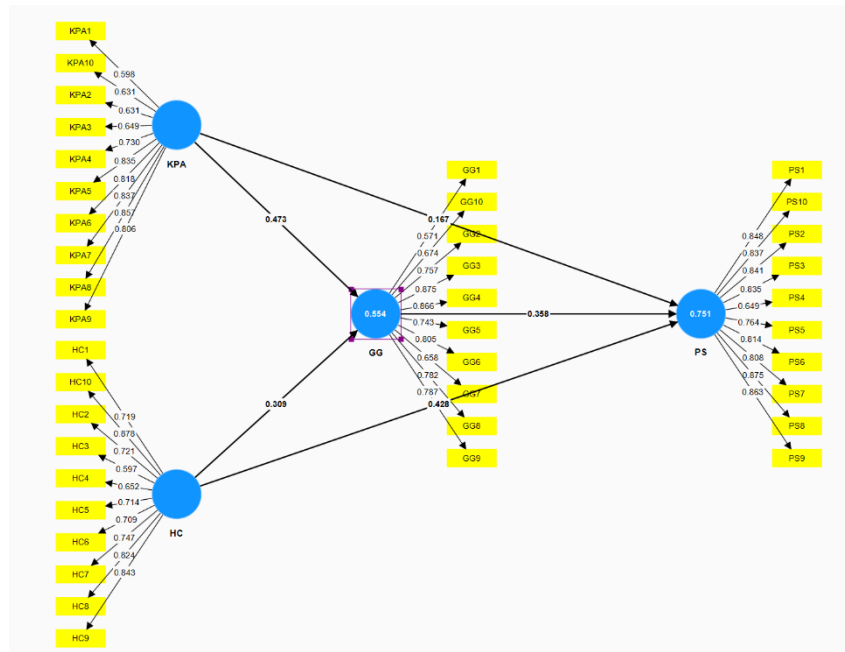 KPA1
KPA10
KPA2
KPA3
KPA4
KPA5
KPA6
KPA7
KPA8
KPA9
0.598
0.631
0.631
0.649
0.730
0.835
0.818
0.837
0.857
0.806
KPA
HC1
HC10
HC2
HC3
HC4
HC5
HC6
HC7
HC8
HC9
0.719
0.878
0.721
0.597
0.652
0.714
0.709
0.747
0.824
0.843
HC
0.473
0.309
0.167
0.358
0.428
0.554
GG
GG1
GG10
GG2
GG3
GG4
GG5
GG6
GG7
GG8
GG9
0.571
0.674
0.757
0.875
0.866
0.743
0.805
0.658
0.782
0.787
0.751
PS
PS1
PS10
PS2
PS3
PS4
PS5
PS6
PS7
PS8
PS9
0.848
0.837
0.841
0.835
0.649
0.764
0.814
0.808
0.875
0.863